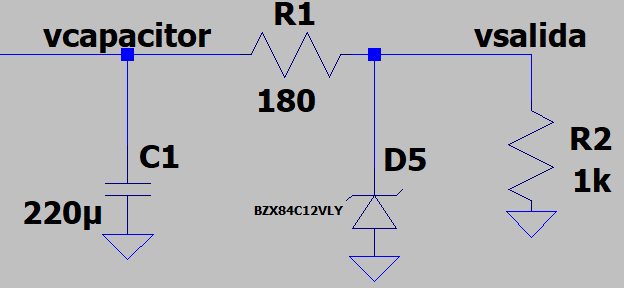 R1
vcapacitor
vsalida
180
C1
D5
R2
220µ
BZX84C12VLY
1k